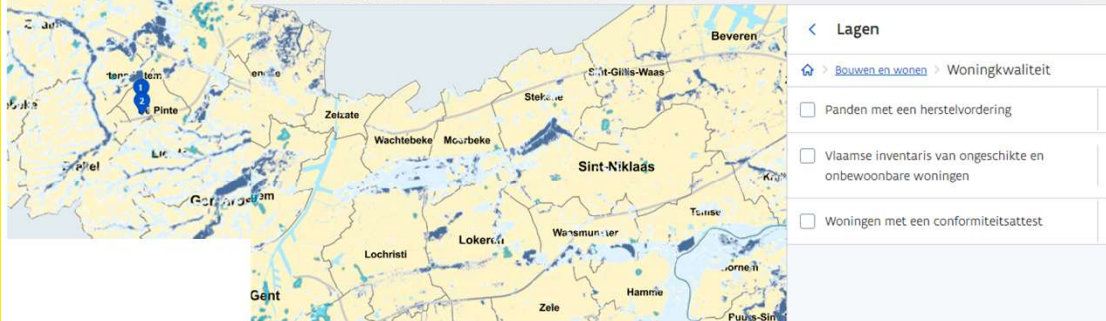 Beveren
Sint-Gillis-Waas
Stekene
Zelzate
Wachtebeke
Moerbeke
Sint-Niklaas
Temse
Waasmunster
Lokeren
Lochristi
Hamme
Gent
Zele
1
2
Pinte
Lagen
Bouwen en wonen > Woningkwaliteit
Panden met een herstelvordering
Vlaamse inventaris van ongeschikte en
onbewoonbare woningen
Woningen met een conformiteitsattest